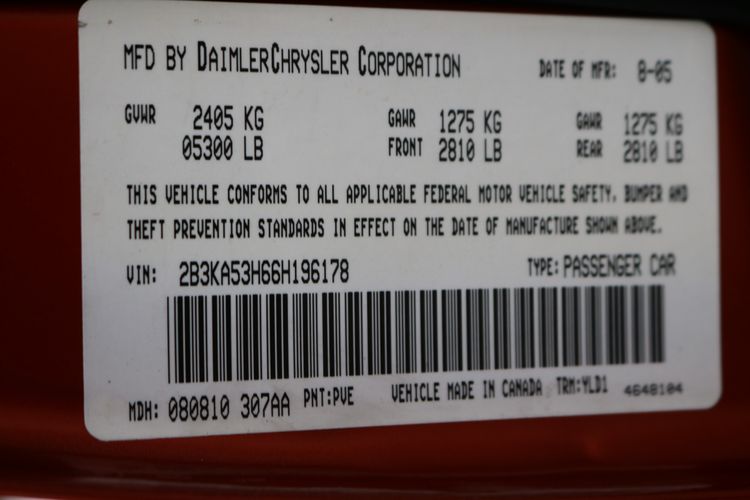 MFD BY DAIMLERCHRYSLER CORPORATION DATE OF MFR: 8-05
GVWR 2405 KG GAWR 1275 KG GAWR 1275 KG
05300 LB FRONT 2810 LB REAR 2810 LB
THIS VEHICLE CONFORMS TO ALL APPLICABLE FEDERAL MOTOR VEHICLE SAFETY, BUMPER AND
THEFT PREVENTION STANDARDS IN EFFECT ON THE DATE OF MANUFACTURE SHOWN ABOVE.
VIN: 2B3KA53H66H196178 TYPE: PASSENGER CAR
MDH: 080810 307AA PNT:PVE VEHICLE MADE IN CANADA TRM:YLD1 4648104